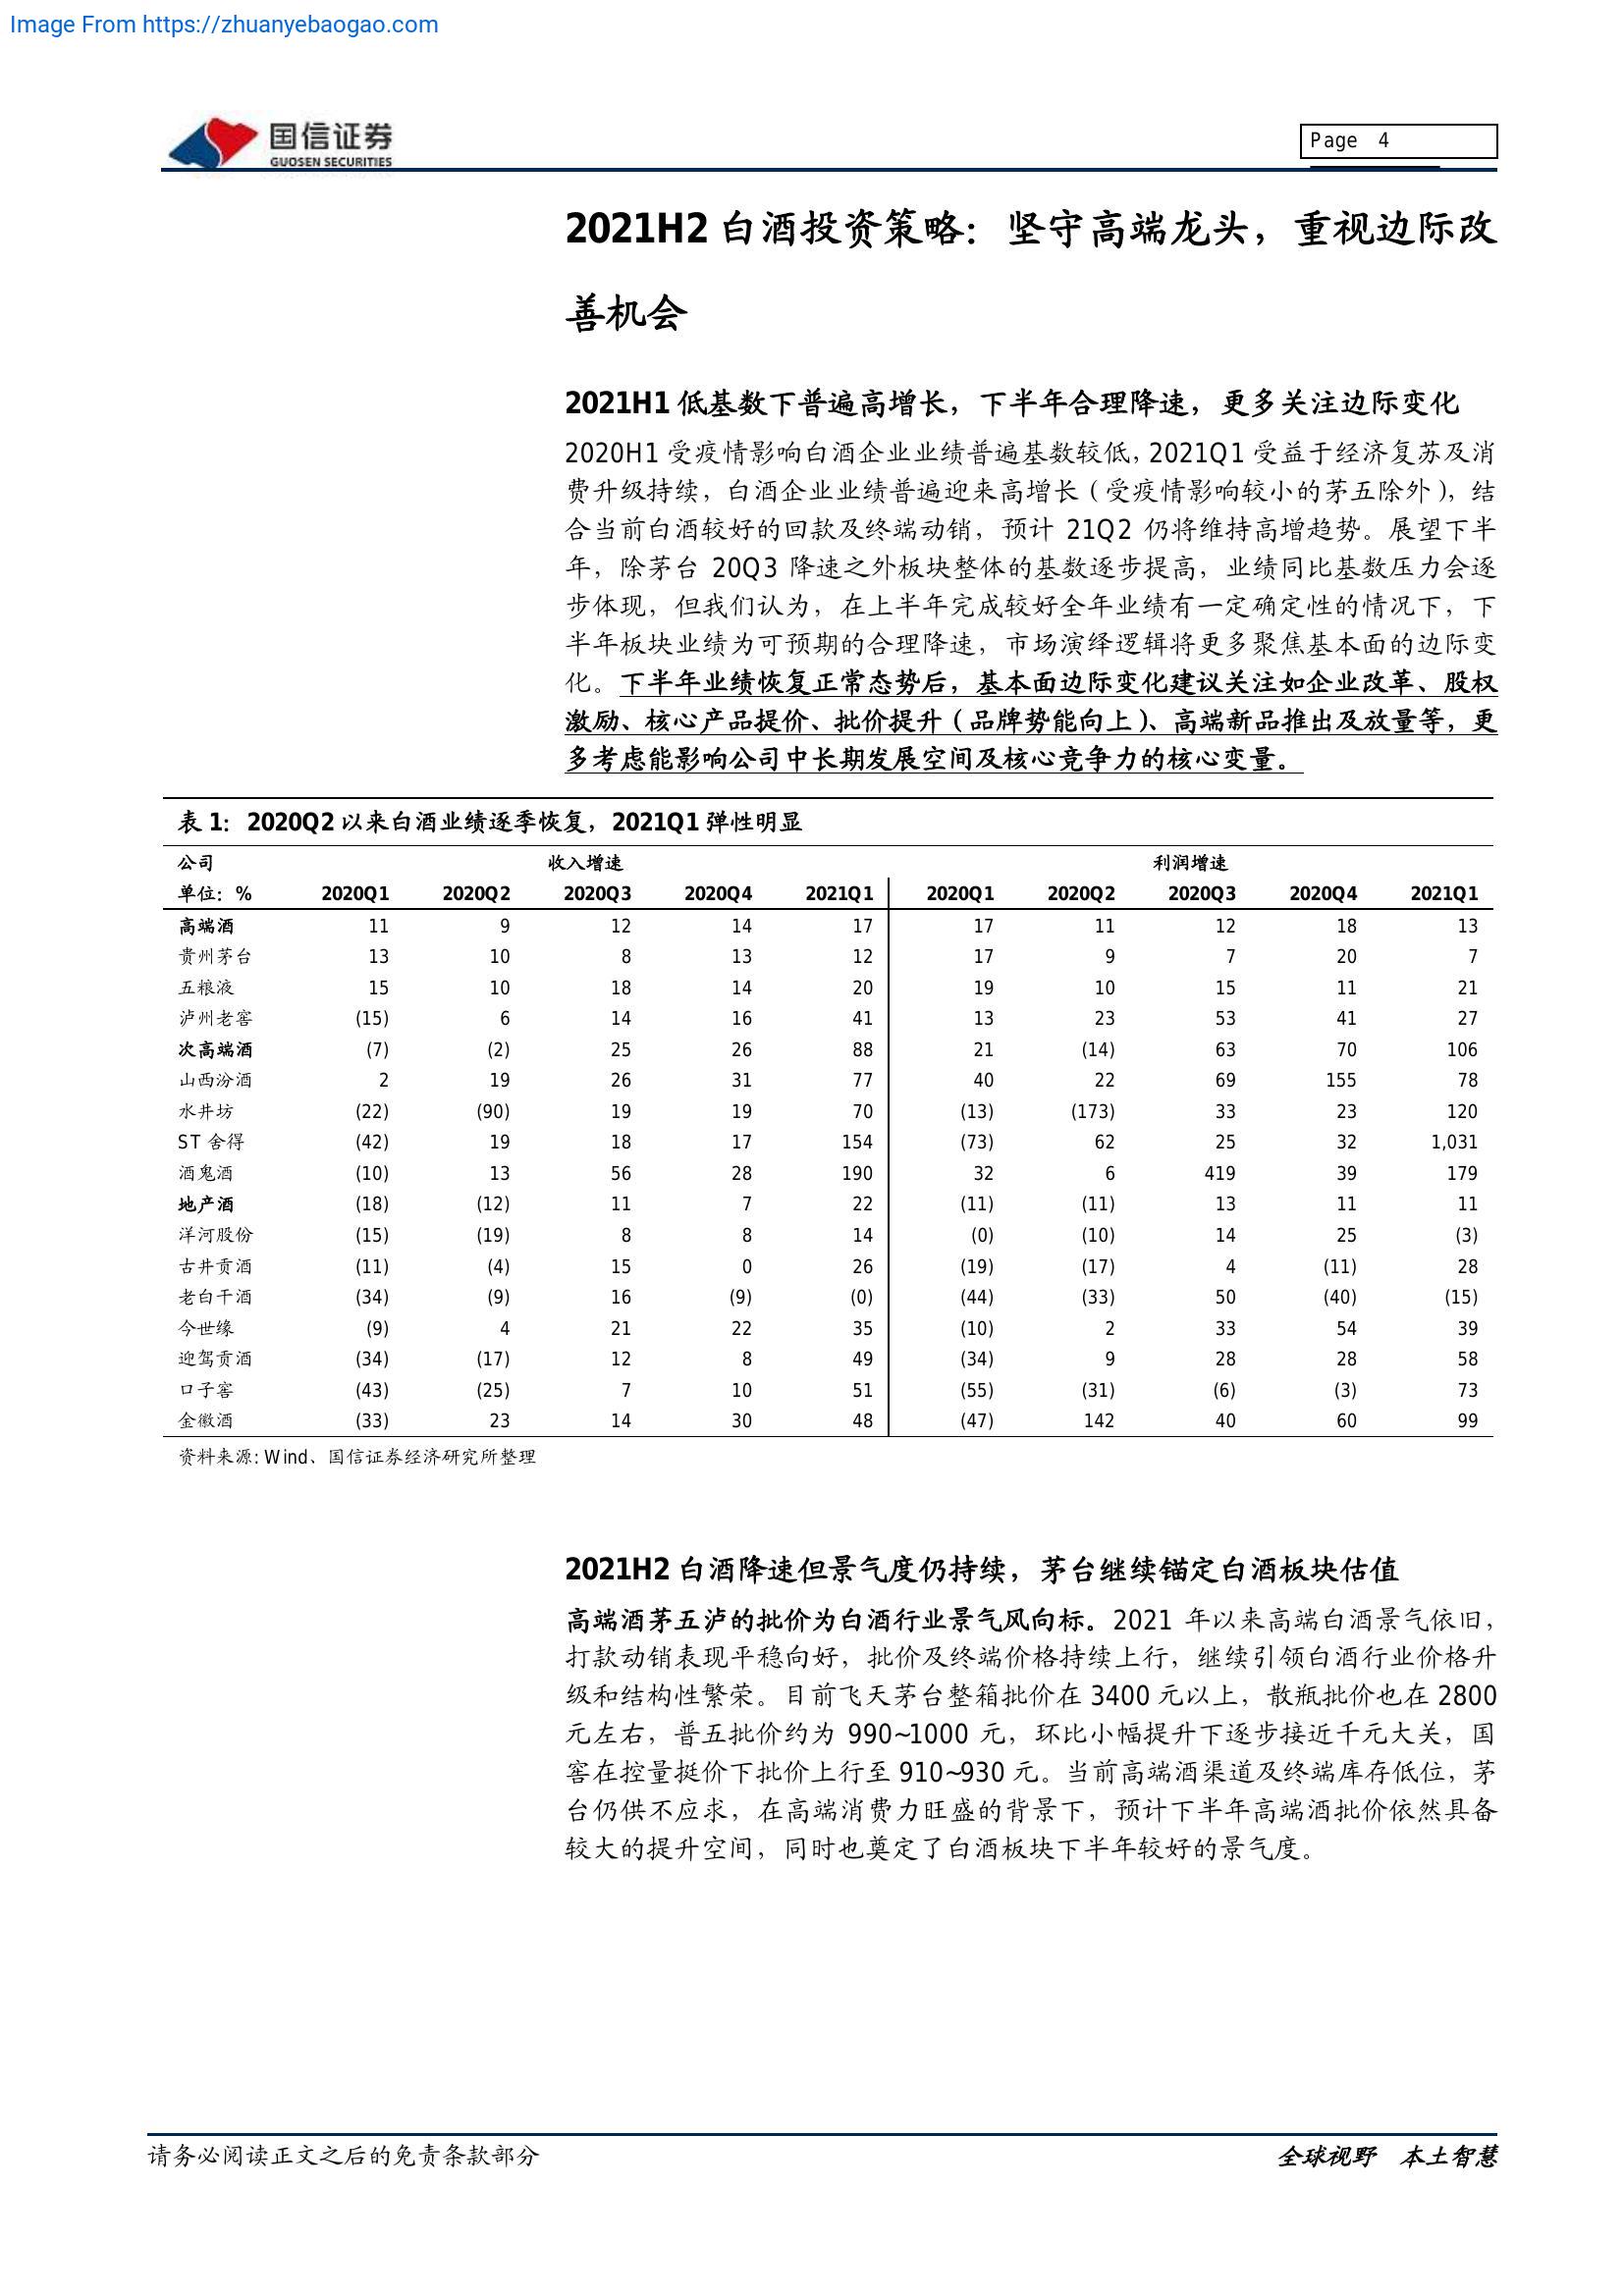 Image From https://zhuanyebaogao.com
国信证券
GUOSEN SECURITIES
Page 4
2021H2 白酒投资策略：坚守高端龙头，重视边际改
善机会
2021H1 低基数下普遍高增长，下半年合理降速，更多关注边际变化
2020H1 受疫情影响白酒企业业绩普遍基数较低，2021Q1 受益于经济复苏及消
费升级持续，白酒企业业绩普遍迎来高增长（受疫情影响较小的茅五除外），结
合当前白酒较好的回款及终端动销，预计 21Q2 仍将维持高增趋势。展望下半
年，除茅台 20Q3 降速之外板块整体的基数逐步提高，业绩同比基数压力会逐
步体现，但我们认为，在上半年完成较好全年业绩有一定确定性的情况下，下
半年板块业绩为可预期的合理降速，市场演绎逻辑将更多聚焦基本面的边际变
化。下半年业绩恢复正常态势后，基本面边际变化建议关注如企业改革、股权
激励、核心产品提价、批价提升（品牌势能向上）、高端新品推出及放量等，更
多考虑能影响公司中长期发展空间及核心竞争力的核心变量。
表 1：2020Q2 以来白酒业绩逐季恢复，2021Q1 弹性明显
公司 收入增速 利润增速
单位：% 2020Q1 2020Q2 2020Q3 2020Q4 2021Q1 2020Q1 2020Q2 2020Q3 2020Q4 2021Q1
高端酒 11 9 12 14 17 17 11 12 18 13
贵州茅台 13 10 8 13 12 17 9 7 20 7
五粮液 15 10 18 14 20 19 10 15 11 21
泸州老窖 (15) 6 14 16 41 13 23 53 41 27
次高端酒 (7) (2) 25 26 88 21 (14) 63 70 106
山西汾酒 2 19 26 31 77 40 22 69 155 78
水井坊 (22) (90) 19 19 70 (13) (173) 33 23 120
ST 舍得 (42) 19 18 17 154 (73) 62 25 32 1,031
酒鬼酒 (10) 13 56 28 190 32 6 419 39 179
地产酒 (18) (12) 11 7 22 (11) (11) 13 11 11
洋河股份 (15) (19) 8 8 14 (0) (10) 14 25 (3)
古井贡酒 (11) (4) 15 0 26 (19) (17) 4 (11) 28
老白干酒 (34) (9) 16 (9) (0) (44) (33) 50 (40) (15)
今世缘 (9) 4 21 22 35 (10) 2 33 54 39
迎驾贡酒 (34) (17) 12 8 49 (34) 9 28 28 58
口子窖 (43) (25) 7 10 51 (55) (31) (6) (3) 73
金徽酒 (33) 23 14 30 48 (47) 142 40 60 99
资料来源：Wind、国信证券经济研究所整理
2021H2 白酒降速但景气度仍持续，茅台继续锚定白酒板块估值
高端酒茅五泸的批价为白酒行业景气风向标。2021 年以来高端白酒景气依旧，
打款动销表现平稳向好，批价及终端价格持续上行，继续引领白酒行业价格升
级和结构性繁荣。目前飞天茅台整箱批价在 3400 元以上，散瓶批价也在 2800
元左右，普五批价约为 990~1000 元，环比小幅提升下逐步接近千元大关，国
窖在控量挺价下批价上行至 910~930 元。当前高端酒渠道及终端库存低位，茅
台仍供不应求，在高端消费力旺盛的背景下，预计下半年高端酒批价依然具备
较大的提升空间，同时也奠定了白酒板块下半年较好的景气度。
请务必阅读正文之后的免责条款部分
全球视野 本土智慧